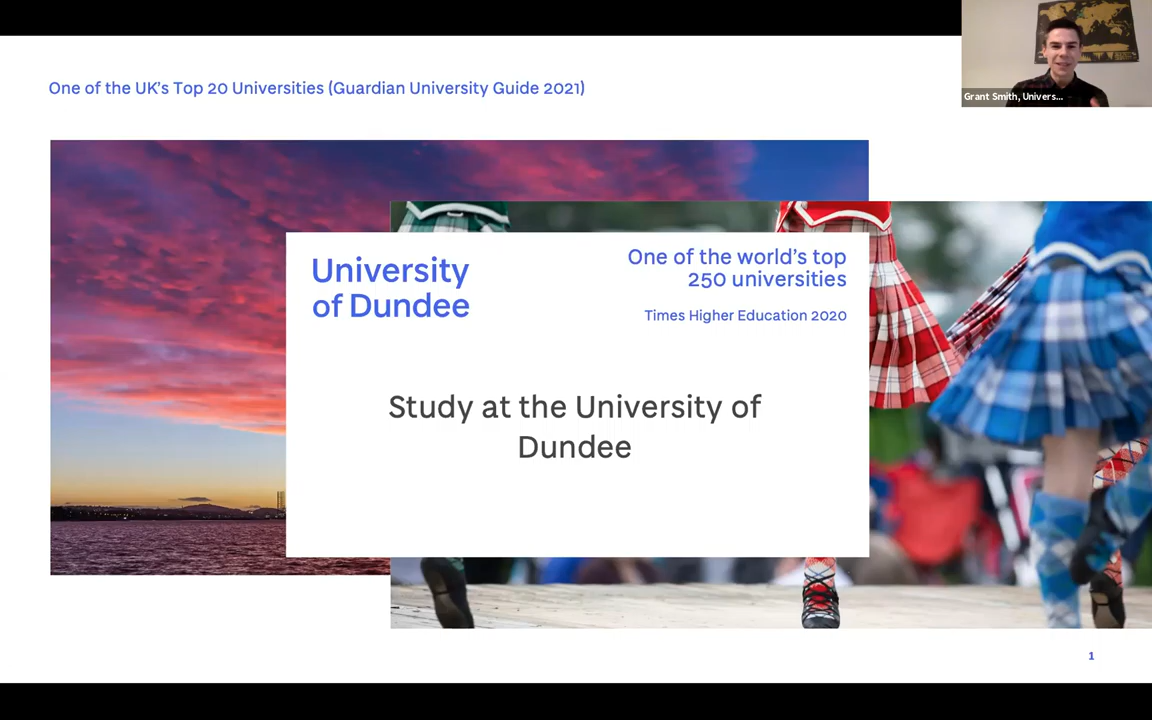 One of the UK's Top 20 Universities (Guardian University Guide 2021)
Grant Smith, Univers...
University
of Dundee
One of the world's top
250 universities
Times Higher Education 2020
Study at the University of
Dundee
1